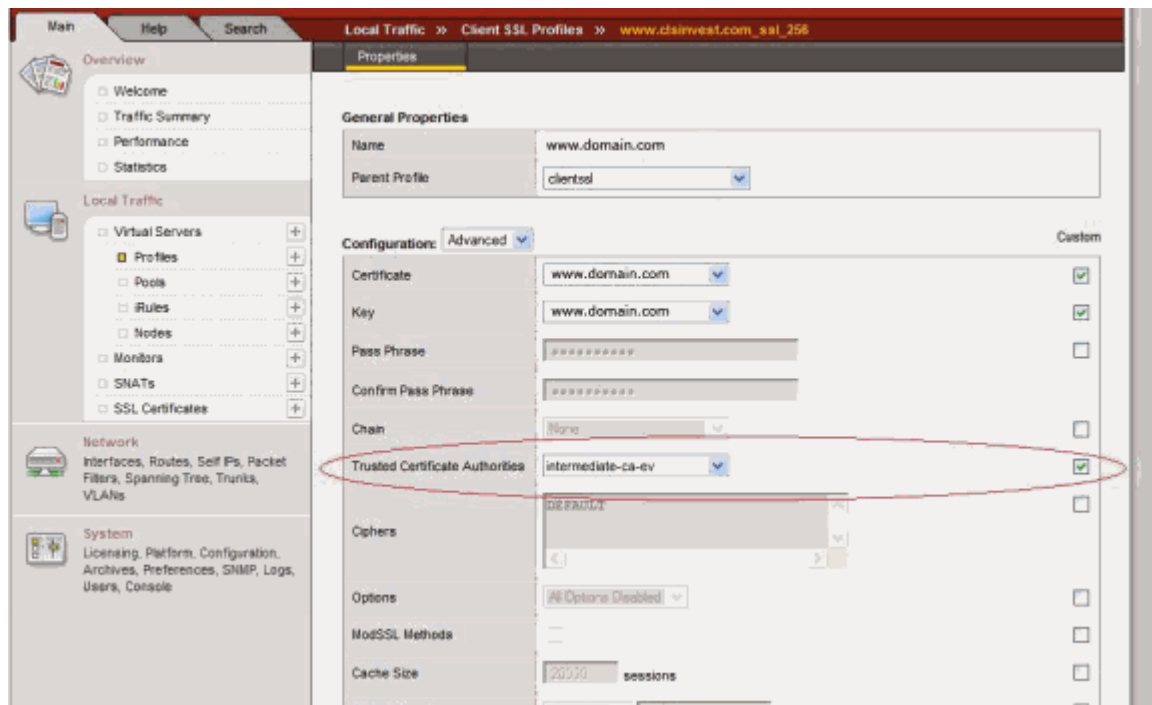 Main
Help
Search
Local Traffic » Client SSL Profiles » www.clsinvest.com_ssl_256
Properties
Overview
Welcome
Traffic Summary
Performance
Statistics
Local Traffic
Virtual Servers
Profiles
Pools
iRules
Nodes
Monitors
SNATs
SSL Certificates
Network
Interfaces, Routes, Self IPs, Packet
Filters, Spanning Tree, Trunks,
VLANs
System
Licensing, Platform, Configuration,
Archives, Preferences, SNMP, Logs,
Users, Console
General Properties
Name www.domain.com
Parent Profile clientssl
Configuration: Advanced Custom
Certificate www.domain.com
Key www.domain.com
Pass Phrase **********
Confirm Pass Phrase **********
Chain None
Trusted Certificate Authorities intermediate-ca-ev
Ciphers DEFAULT
Options All Options Disabled
ModSSL Methods
Cache Size sessions